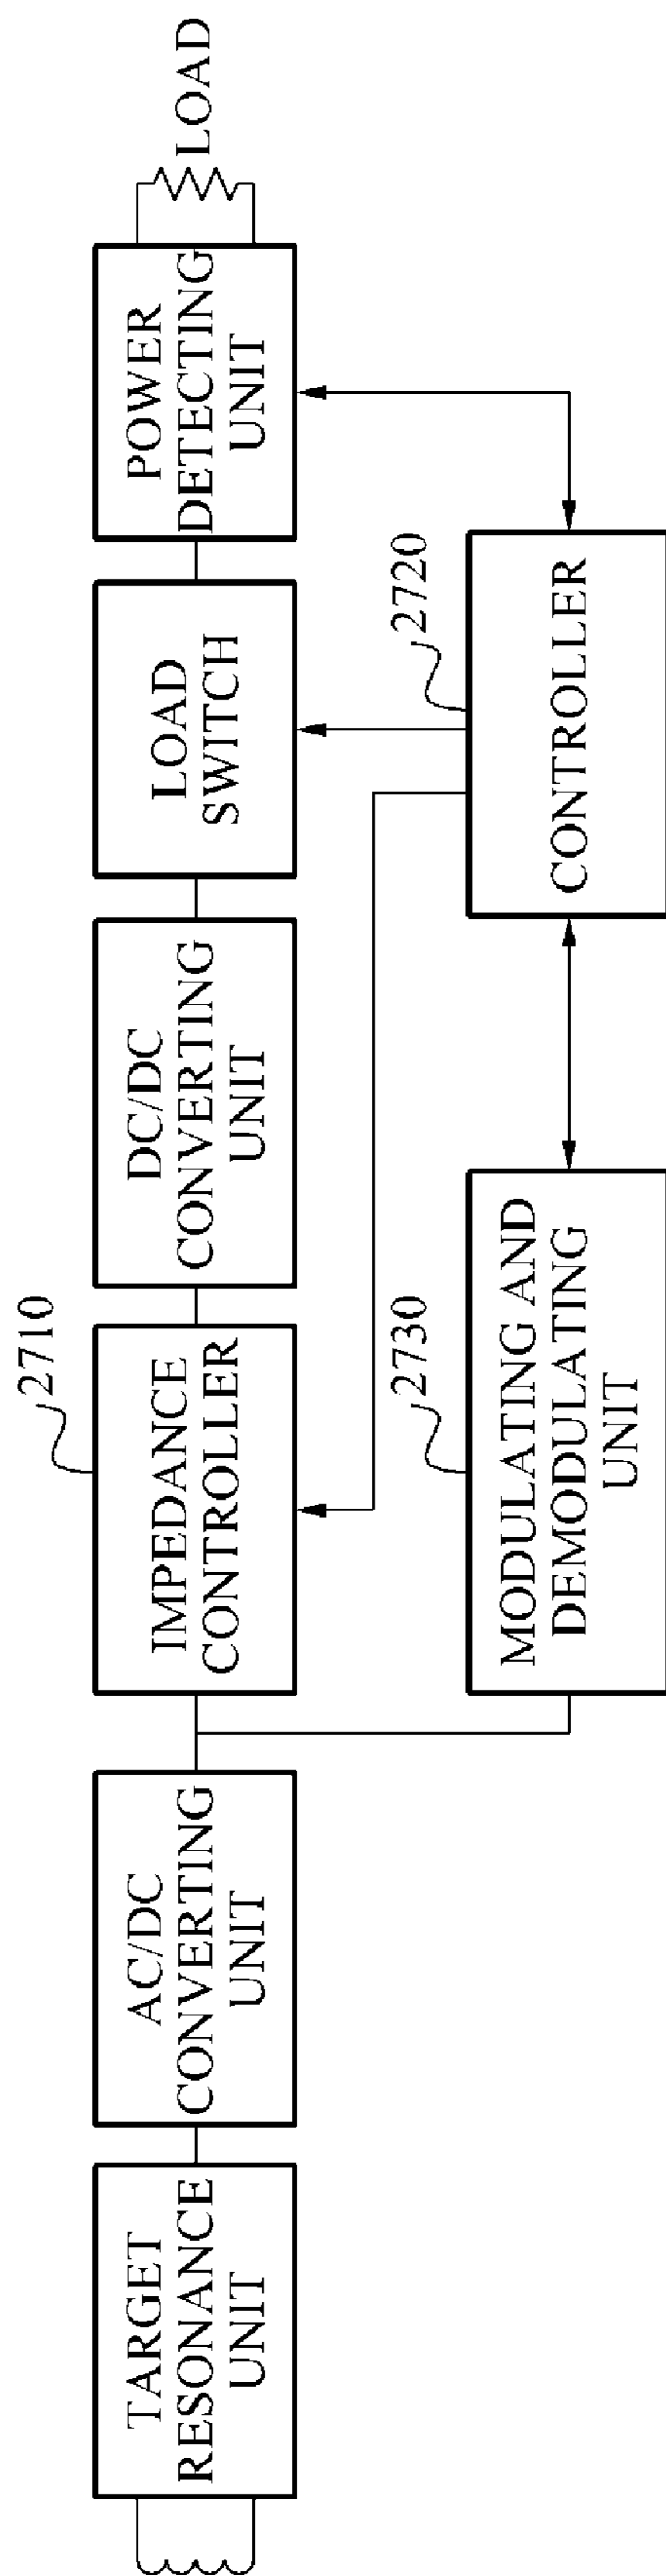 TARGET
RESONANCE
UNIT
AC/DC
CONVERTING
UNIT
2710
IMPEDANCE
CONTROLLER
DC/DC
CONVERTING
UNIT
LOAD
SWITCH
POWER
DETECTING
UNIT
LOAD
2730
MODULATING AND
DEMODULATING
UNIT
2720
CONTROLLER